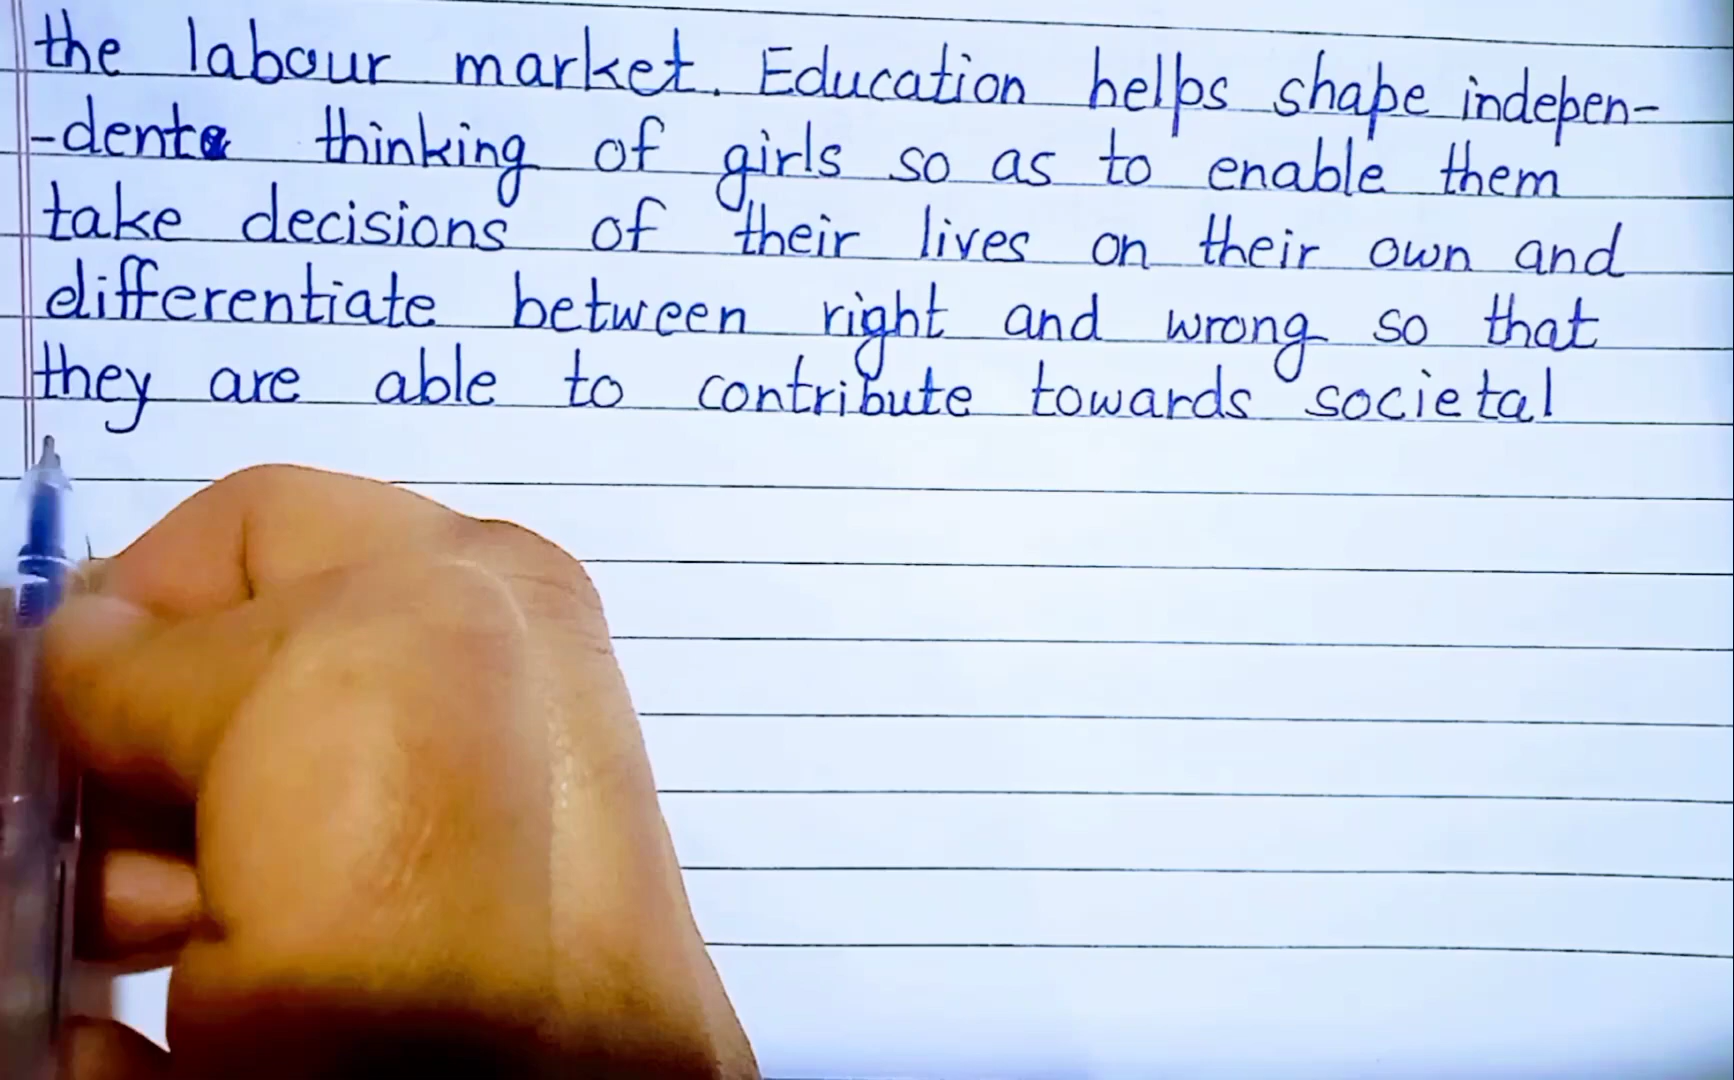 the labour market. Education helps shape indepen-
-dent thinking of girls so as to enable them
take decisions of their lives on their own and
differentiate between right and wrong so that
they are able to contribute towards societal